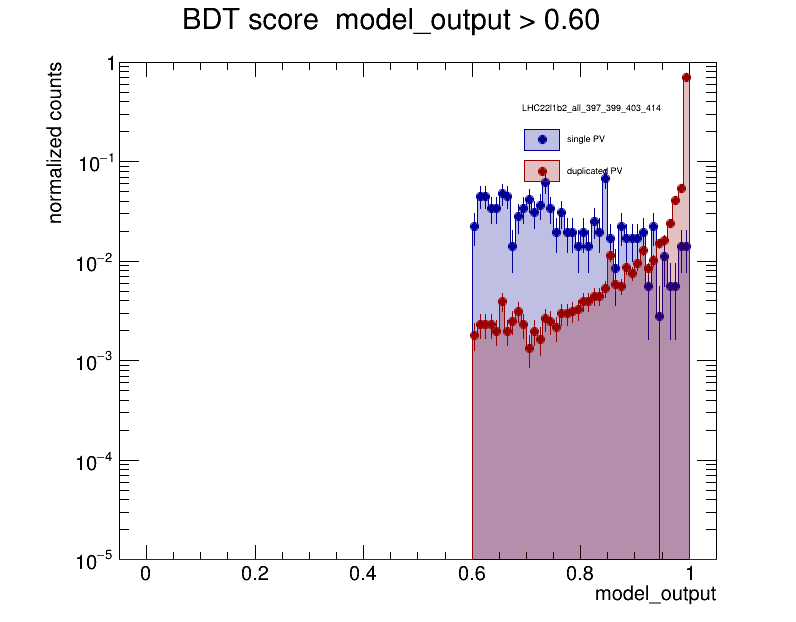 BDT score  model_output > 0.60
normalized counts
1
10⁻¹
10⁻²
10⁻³
10⁻⁴
10⁻⁵
LHC22l1b2_all_397_399_403_414
single PV
duplicated PV
0 0.2 0.4 0.6 0.8 1
model_output